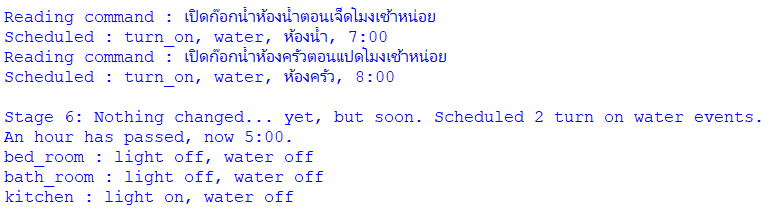 Reading command : เปิดก๊อกน้ำห้องน้ำตอนเจ็ดโมงเช้าหน่อย
Scheduled : turn_on, water, ห้องน้ำ, 7:00
Reading command : เปิดก๊อกน้ำห้องครัวตอนแปดโมงเช้าหน่อย
Scheduled : turn_on, water, ห้องครัว, 8:00
Stage 6: Nothing changed... yet, but soon. Scheduled 2 turn on water events.
An hour has passed, now 5:00.
bed_room : light off, water off
bath_room : light off, water off
kitchen : light on, water off